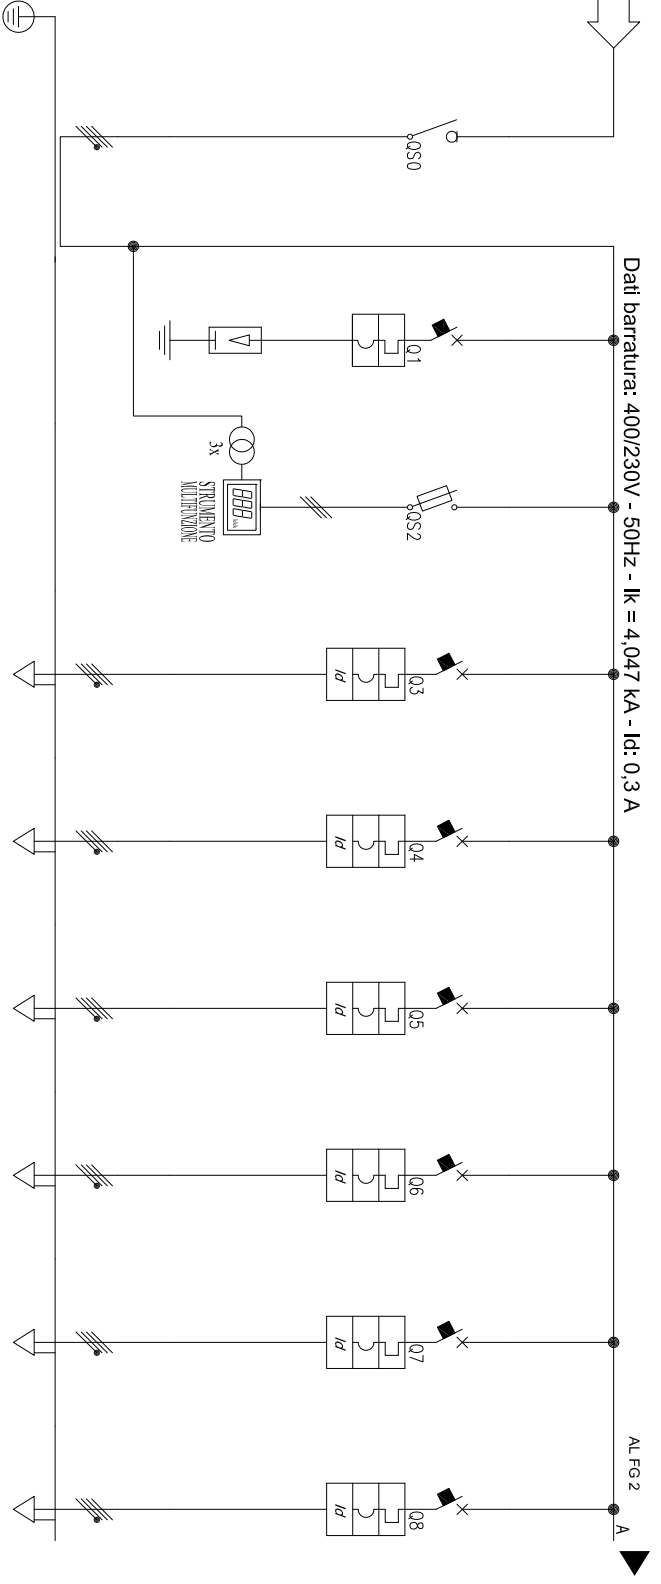 QS0
Dati barratura: 400/230V - 50Hz - Ik = 4,047 kA - Id: 0,3 A
Q1
3x
STRUMENTO
MULTIFUNZIONE
QS2
Q3
Id
Q4
Id
Q5
Id
Q6
Id
Q7
Id
Q8
Id
AL FG 2
A